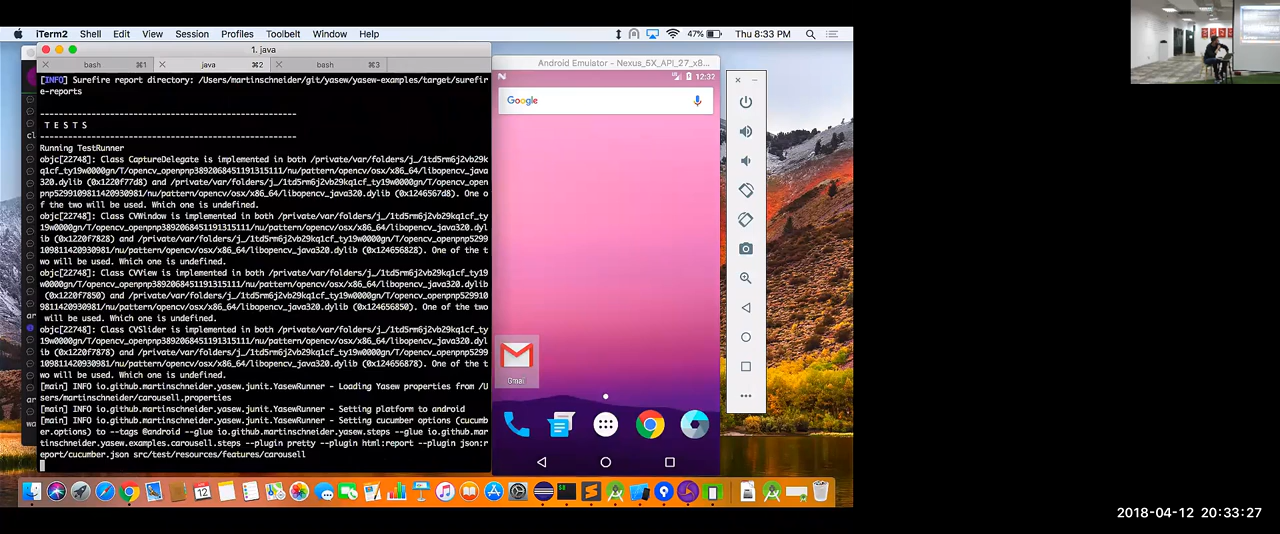 iTerm2 Shell Edit View Session Profiles Toolbelt Window Help
47% Thu 8:33 PM
1. java
bash ⌘1 java ⌘2 bash ⌘3
[INFO] Surefire report directory: /Users/martinschneider/git/yasew/yasew-examples/target/surefir
e-reports
-------------------------------------------------------
T E S T S
-------------------------------------------------------
Running TestRunner
objc[22748]: Class CaptureDelegate is implemented in both /private/var/folders/j_/1td5rm6j2vb29k
q1cf_ty19w0000gn/T/opencv_openpnp3892068451191315111/nu/pattern/opencv/osx/x86_64/libopencv_java
320.dylib (0x1220f77d8) and /private/var/folders/j_/1td5rm6j2vb29kq1cf_ty19w0000gn/T/opencv_open
pnp529910981142093​0981/nu/pattern/opencv/osx/x86_64/libopencv_java320.dylib (0x1246567d8). One o
f the two will be used. Which one is undefined.
objc[22748]: Class CVWindow is implemented in both /private/var/folders/j_/1td5rm6j2vb29kq1cf_ty
19w0000gn/T/opencv_openpnp3892068451191315111/nu/pattern/opencv/osx/x86_64/libopencv_java320.dyl
ib (0x1220f7828) and /private/var/folders/j_/1td5rm6j2vb29kq1cf_ty19w0000gn/T/opencv_openpnp5299
10981142​0930981/nu/pattern/opencv/osx/x86_64/libopencv_java320.dylib (0x124656828). One of the t
wo will be used. Which one is undefined.
objc[22748]: Class CVView is implemented in both /private/var/folders/j_/1td5rm6j2vb29kq1cf_ty19
w0000gn/T/opencv_openpnp3892068451191315111/nu/pattern/opencv/osx/x86_64/libopencv_java320.dylib
(0x1220f7850) and /private/var/folders/j_/1td5rm6j2vb29kq1cf_ty19w0000gn/T/opencv_openpnp529910
9811420930981/nu/pattern/opencv/osx/x86_64/libopencv_java320.dylib (0x124656850). One of the two
will be used. Which one is undefined.
objc[22748]: Class CVSlider is implemented in both /private/var/folders/j_/1td5rm6j2vb29kq1cf_ty
19w0000gn/T/opencv_openpnp3892068451191315111/nu/pattern/opencv/osx/x86_64/libopencv_java320.dyl
ib (0x1220f7878) and /private/var/folders/j_/1td5rm6j2vb29kq1cf_ty19w0000gn/T/opencv_openpnp5299
109811420930981/nu/pattern/opencv/osx/x86_64/libopencv_java320.dylib (0x124656878). One of the t
wo will be used. Which one is undefined.
[main] INFO io.github.martinschneider.yasew.junit.YasewRunner - Loading Yasew properties from /U
sers/martinschneider/carousell.properties
[main] INFO io.github.martinschneider.yasew.junit.YasewRunner - Setting platform to android
[main] INFO io.github.martinschneider.yasew.junit.YasewRunner - Setting cucumber options (cucumb
er.options) to --tags @android --glue io.github.martinschneider.yasew.steps --glue io.github.mar
tinschneider.yasew.examples.carousell.steps --plugin pretty --plugin html:report --plugin json:r
eport/cucumber.json src/test/resources/features/carousell
Android Emulator - Nexus_5X_API_27_x8...
12:32
Google
Gmail
2018-04-12 20:33:27